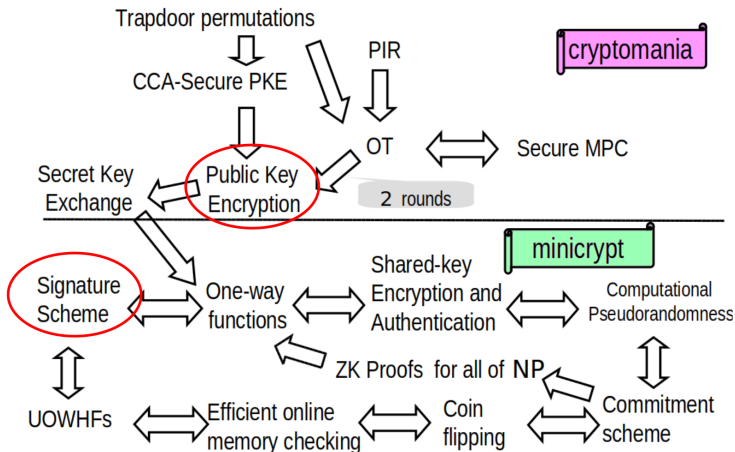 Trapdoor permutations
cryptomania
PIR
CCA-Secure PKE
OT
Secure MPC
Secret Key
Exchange
Public Key
Encryption
2 rounds
minicrypt
Signature
Scheme
One-way
functions
Shared-key
Encryption and
Authentication
Computational
Pseudorandomness
ZK Proofs for all of NP
UOWHFs
Efficient online
memory checking
Coin
flipping
Commitment
scheme